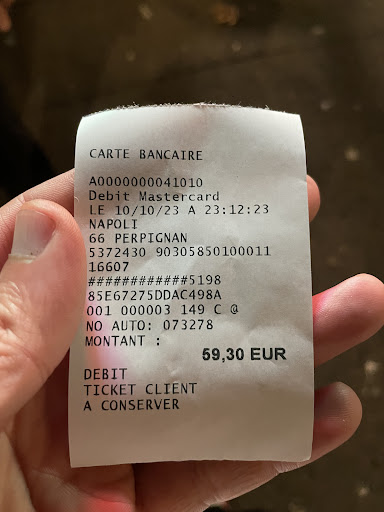 CARTE BANCAIRE
A0000000041010
Debit Mastercard
LE 10/10/23 A 23:12:23
NAPOLI
66 PERPIGNAN
5372430 90305850100011
16607
############5198
85E67275DDAC498A
001 000003 149 C @
NO AUTO: 073278
MONTANT :
59,30 EUR
DEBIT
TICKET CLIENT
A CONSERVER